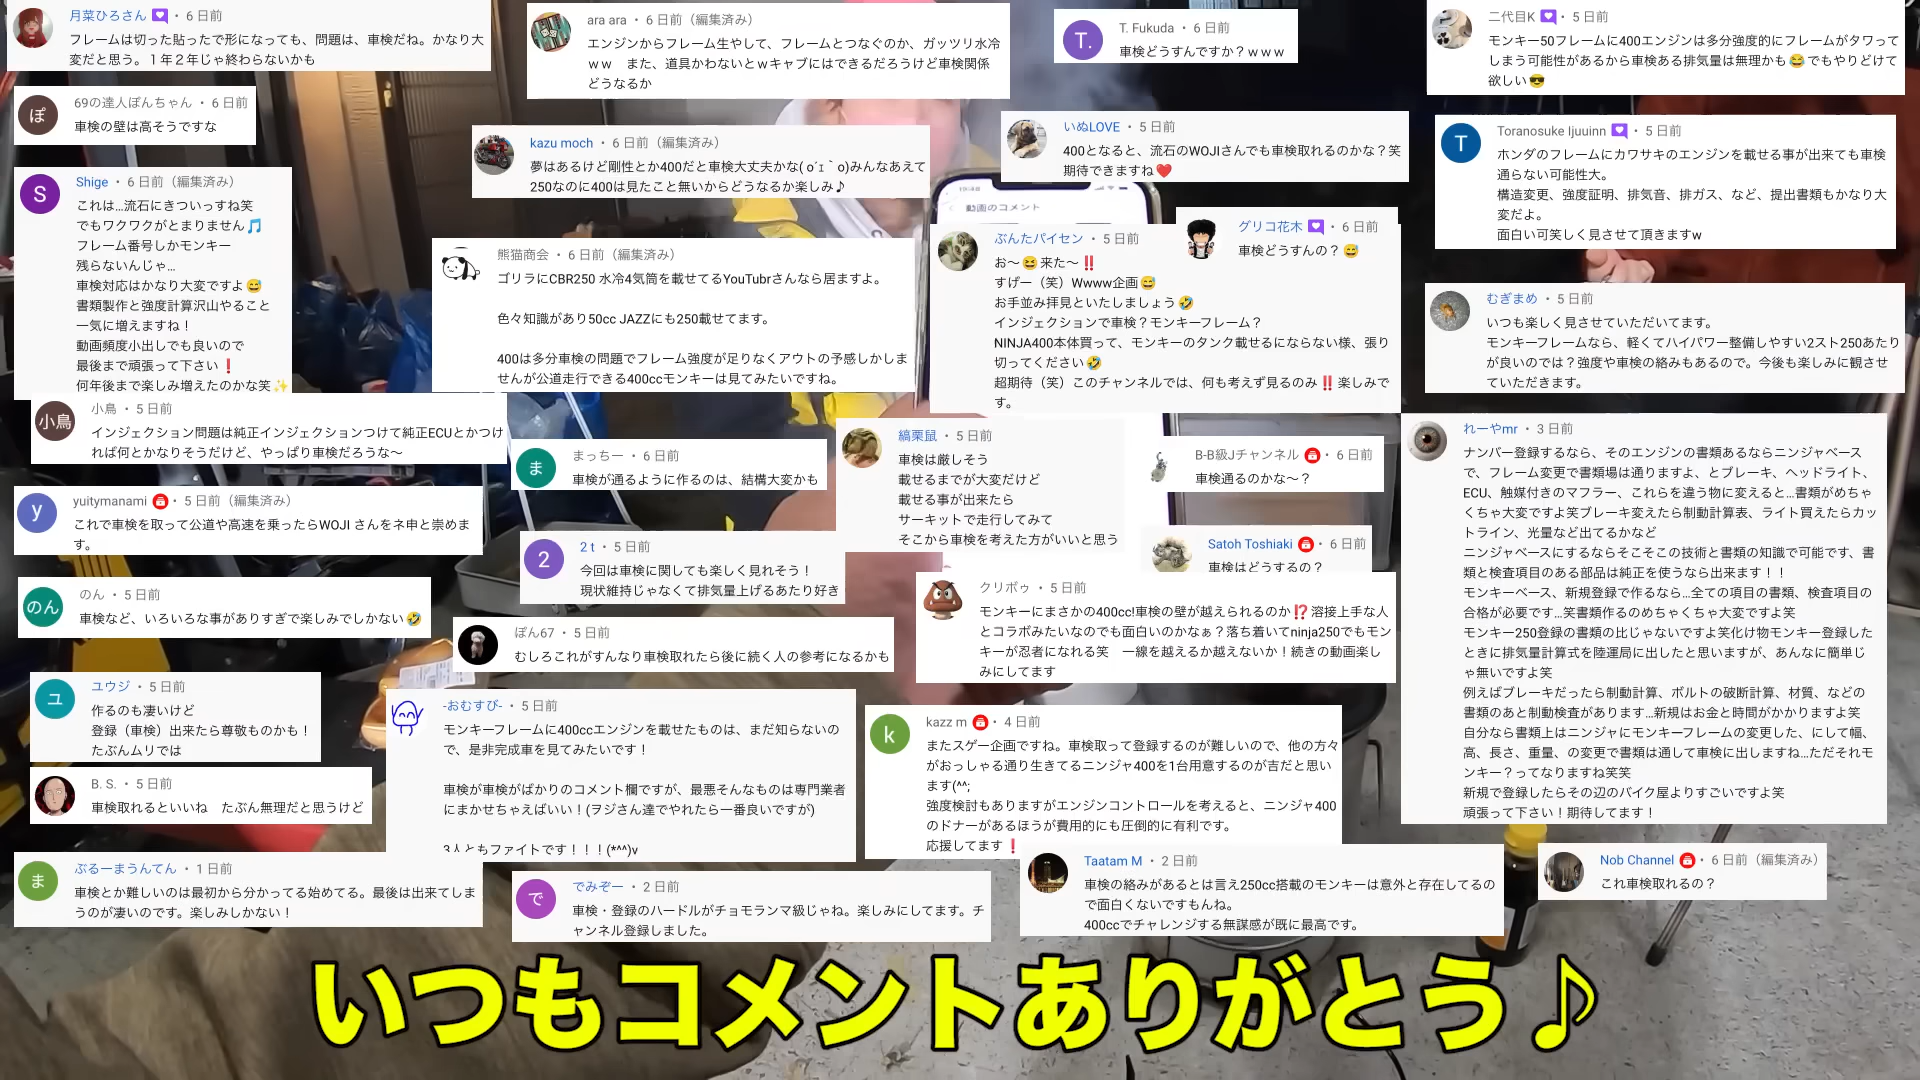 月菜ひろさん ・ 6 日前
フレームは切った貼ったで形になっても、問題は、車検だね。かなり大
変だと思う。１年２年じゃ終わらないかも
69の達人ぽんちゃん ・ 6 日前
ぽ
車検の壁は高そうですな
S
Shige ・ 6 日前（編集済み）
これは…流石にきついっすね笑
でもワクワクがとまりません🎵
フレーム番号しかモンキー
残らないんじゃ…
車検対応はかなり大変ですよ😅
書類製作と強度計算沢山やること
一気に増えますね！
動画頻度小出しでも良いので
最後まで頑張って下さい❗
何年後まで楽しみ増えたのかな笑✨
小鳥
小鳥 ・ 5 日前
インジェクション問題は純正インジェクションつけて純正ECUとかつけ
れば何とかなりそうだけど、やっぱり車検だろうな〜
y
yuitymanami ・ 5 日前（編集済み）
これで車検を取って公道や高速を乗ったらWOJI さんをネ申と崇めま
す。
のん
のん ・ 5 日前
車検など、いろいろな事がありすぎで楽しみでしかない🤣
ユ
ユウジ ・ 5 日前
作るのも凄いけど
登録（車検）出来たら尊敬ものかも！
たぶんムリでは
B. S. ・ 5 日前
車検取れるといいね　たぶん無理だと思うけど
ま
ぶるーまうんてん ・ 1 日前
車検とか難しいのは最初から分かってる始めてる。最後は出来てしま
うのが凄いのです。楽しみしかない！
ara ara ・ 6 日前（編集済み）
エンジンからフレーム生やして、フレームとつなぐのか、ガッツリ水冷
ｗｗ　また、道具かわないとｗキャブにはできるだろうけど車検関係
どうなるか
kazu moch ・ 6 日前（編集済み）
夢はあるけど剛性とか400だと車検大丈夫かな( o´ｪ｀o)みんなあえて
250なのに400は見たこと無いからどうなるか楽しみ♪
熊猫商会 ・ 6 日前（編集済み）
ゴリラにCBR250 水冷4気筒を載せてるYouTubrさんなら居ますよ。
色々知識があり50cc JAZZにも250載せてます。
400は多分車検の問題でフレーム強度が足りなくアウトの予感しかしま
せんが公道走行できる400ccモンキーは見てみたいですね。
ま
まっちー ・ 6 日前
車検が通るように作るのは、結構大変かも
2
2 t ・ 5 日前
今回は車検に関しても楽しく見れそう！
現状維持じゃなくて排気量上げるあたり好き
ぽん67 ・ 5 日前
むしろこれがすんなり車検取れたら後に続く人の参考になるかも
-おむすび- ・ 5 日前
モンキーフレームに400ccエンジンを載せたものは、まだ知らないの
で、是非完成車を見てみたいです！
車検が車検がばかりのコメント欄ですが、最悪そんなものは専門業者
にまかせちゃえばいい！(ヲジさん達でやれたら一番良いですが)
3人ともファイトです！！！(*^^)v
で
でみぞー ・ 2 日前
車検・登録のハードルがチョモランマ級じゃね。楽しみにしてます。チ
ャンネル登録しました。
T.
T. Fukuda ・ 6 日前
車検どうすんですか？ｗｗｗ
いぬLOVE ・ 5 日前
400となると、流石のWOJIさんでも車検取れるのかな？笑
期待できますね❤️
動画のコメント
ぶんたパイセン ・ 5 日前
お〜😆来た〜‼️
すげー（笑）Wwww企画😅
お手並み拝見といたしましょう🤣
インジェクションで車検？モンキーフレーム？
NINJA400本体買って、モンキーのタンク載せるにならない様、張り
切ってください🤣
超期待（笑）このチャンネルでは、何も考えず見るのみ‼️楽しみで
す。
グリコ花木 ・ 6 日前
車検どうすんの？😅
縞栗鼠 ・ 5 日前
車検は厳しそう
載せるまでが大変だけど
載せる事が出来たら
サーキットで走行してみて
そこから車検を考えた方がいいと思う
B-B級Jチャンネル ・ 6 日前
車検通るのかな〜？
Satoh Toshiaki ・ 6 日前
車検はどうするの？
クリボゥ ・ 5 日前
モンキーにまさかの400cc!車検の壁が越えられるのか⁉️溶接上手な人
とコラボみたいなのでも面白いのかなぁ？落ち着いてninja250でもモン
キーが忍者になれる笑　一線を越えるか越えないか！続きの動画楽し
みにしてます
k
kazz m ・ 4 日前
またスゲー企画ですね。車検取って登録するのが難しいので、他の方々
がおっしゃる通り生きてるニンジャ400を1台用意するのが吉だと思い
ます(^^;
強度検討もありますがエンジンコントロールを考えると、ニンジャ400
のドナーがあるほうが費用的にも圧倒的に有利です。
応援してます❗
Taatam M ・ 2 日前
車検の絡みがあるとは言え250cc搭載のモンキーは意外と存在してるの
で面白くないですもんね。
400ccでチャレンジする無謀感が既に最高です。
二代目K ・ 5 日前
モンキー50フレームに400エンジンは多分強度的にフレームがタワって
しまう可能性があるから車検ある排気量は無理かも😂でもやりどけて
欲しい😎
T
Toranosuke Ijuuinn ・ 5 日前
ホンダのフレームにカワサキのエンジンを載せる事が出来ても車検
通らない可能性大。
構造変更、強度証明、排気音、排ガス、など、提出書類もかなり大
変だよ。
面白い可笑しく見させて頂きますw
むぎまめ ・ 5 日前
いつも楽しく見させていただいてます。
モンキーフレームなら、軽くてハイパワー整備しやすい2スト250あたり
が良いのでは？強度や車検の絡みもあるので。今後も楽しみに観させ
ていただきます。
れーやmr ・ 3 日前
ナンバー登録するなら、そのエンジンの書類あるならニンジャベース
で、フレーム変更で書類場は通りますよ、とブレーキ、ヘッドライト、
ECU、触媒付きのマフラー、これらを違う物に変えると…書類がめちゃ
くちゃ大変ですよ笑ブレーキ変えたら制動計算表、ライト買えたらカッ
トライン、光量など出てるかなど
ニンジャベースにするならそこそこの技術と書類の知識で可能です、書
類と検査項目のある部品は純正を使うなら出来ます！！
モンキーベース、新規登録で作るなら…全ての項目の書類、検査項目の
合格が必要です…笑書類作るのめちゃくちゃ大変ですよ笑
モンキー250登録の書類の比じゃないですよ笑化け物モンキー登録した
ときに排気量計算式を陸運局に出したと思いますが、あんなに簡単じ
ゃ無いですよ笑
例えばブレーキだったら制動計算、ボルトの破断計算、材質、などの
書類のあと制動検査があります…新規はお金と時間がかかりますよ笑
自分なら書類上はニンジャにモンキーフレームの変更した、にして幅、
高、長さ、重量、の変更で書類は通して車検に出しますね…ただそれモ
ンキー？ってなりますね笑笑
新規で登録したらその辺のバイク屋よりすごいですよ笑
頑張って下さい！期待してます！
Nob Channel ・ 6 日前（編集済み）
これ車検取れるの？
いつもコメントありがとう♪